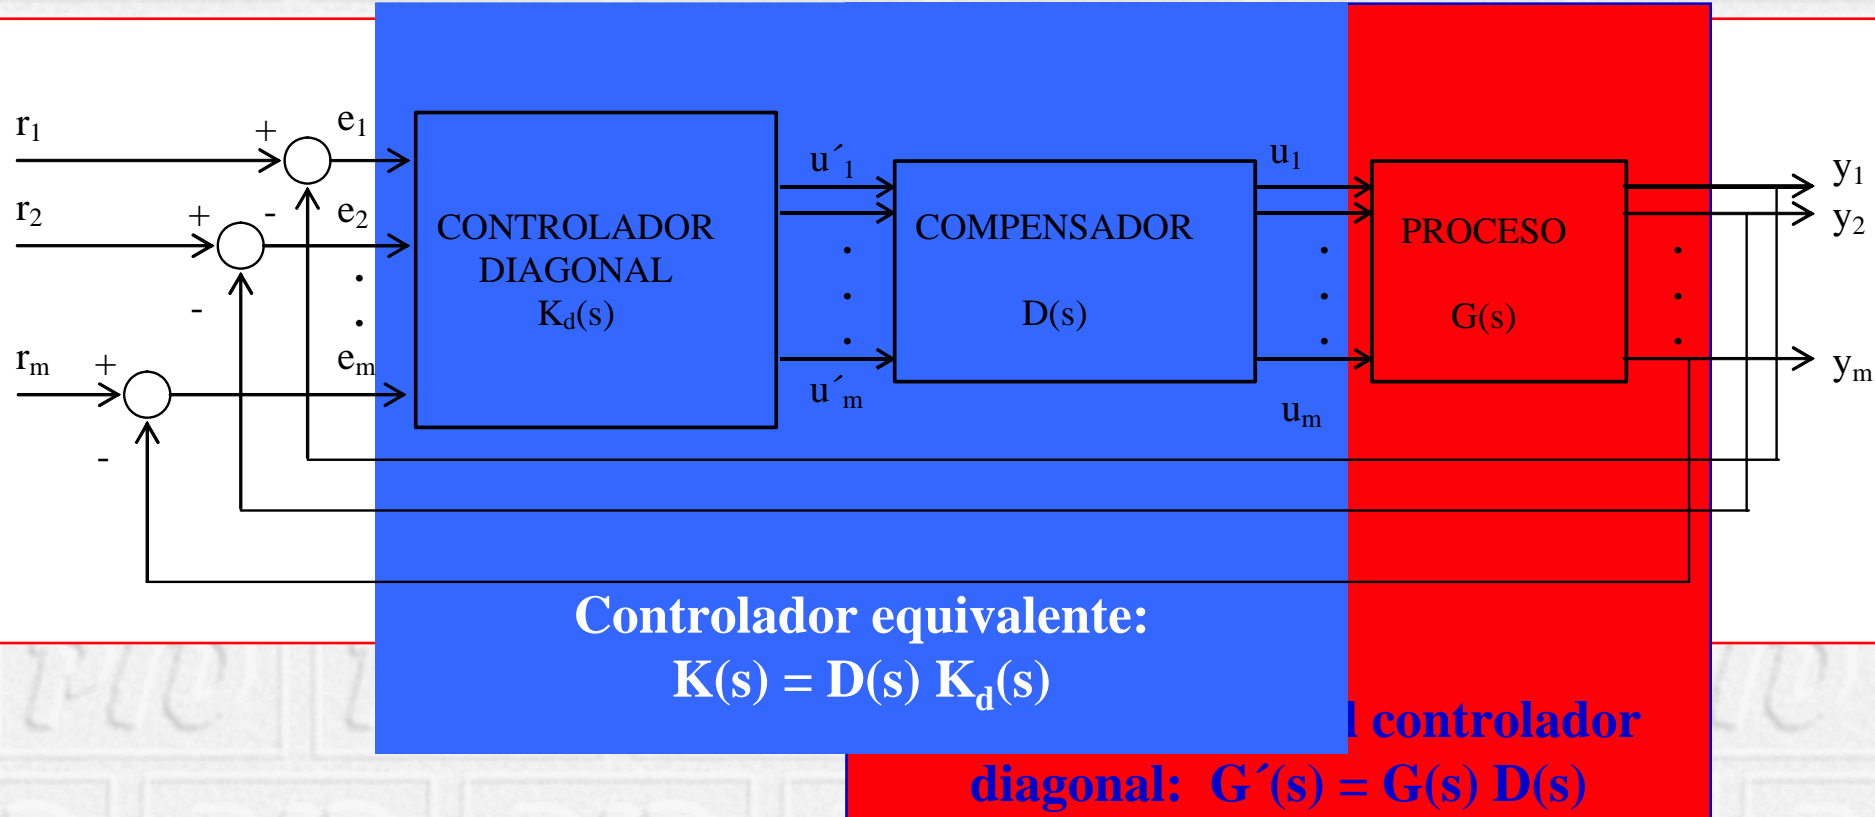 r1
+
e1
u´1
u1
y1
r2
+
-
e2
CONTROLADOR
DIAGONAL
Kd(s)
COMPENSADOR
D(s)
PROCESO
G(s)
y2
-
rm
+
em
u´m
um
ym
-
Controlador equivalente:
K(s) = D(s) Kd(s)
controlador
diagonal: G´(s) = G(s) D(s)